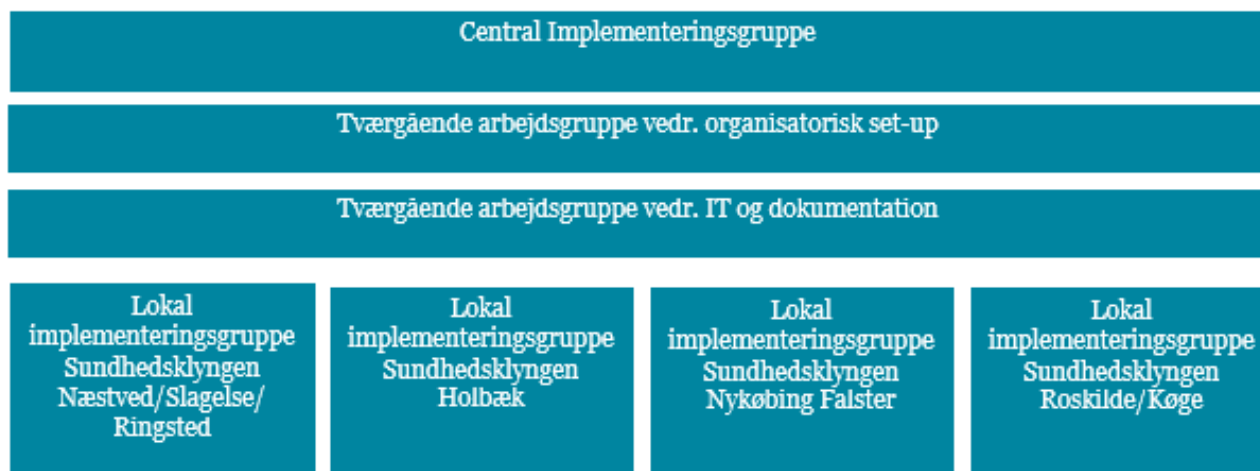 Central Implementeringsgruppe
Tværgående arbejdsgruppe vedr. organisatorisk set-up
Tværgående arbejdsgruppe vedr. IT og dokumentation
Lokal
implementeringsgruppe
Sundhedsklyngen
Næstved/Slagelse/
Ringsted
Lokal
implementeringsgruppe
Sundhedsklyngen
Holbæk
Lokal
implementeringsgruppe
Sundhedsklyngen
Nykøbing Falster
Lokal
implementeringsgruppe
Sundhedsklyngen
Roskilde/Køge